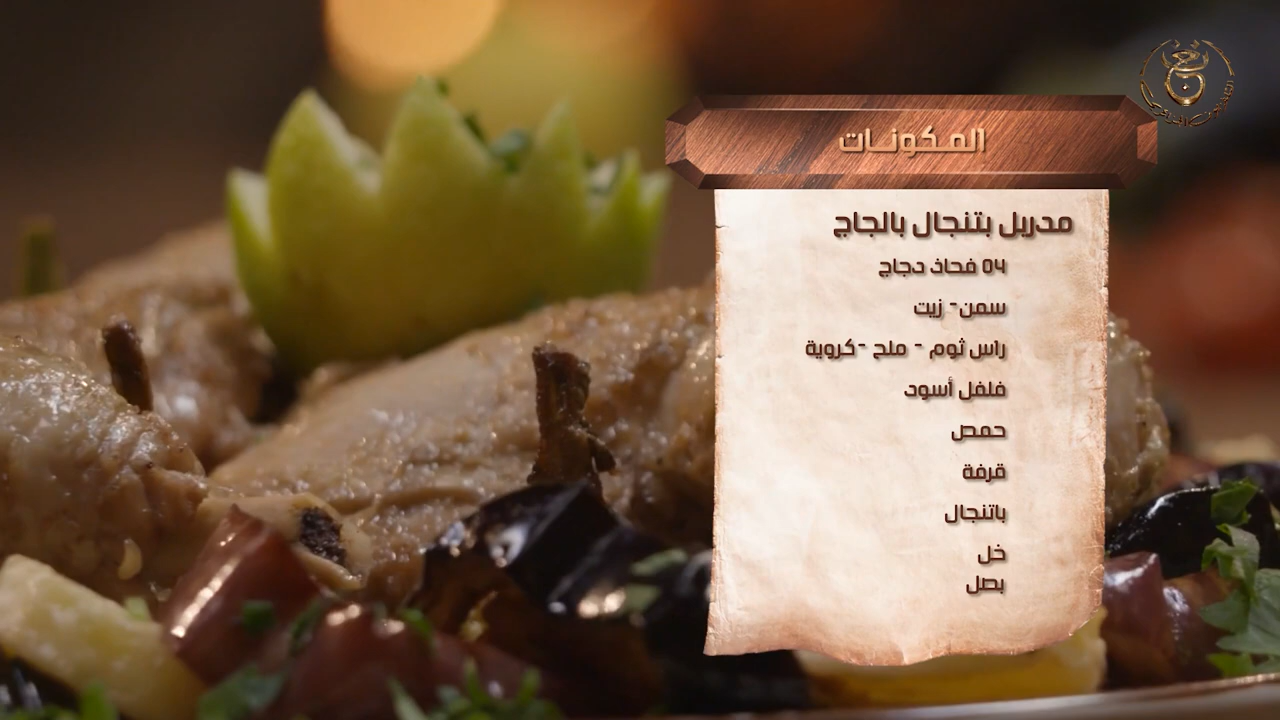 المكونات
مدربل بتنجال بالجاج
04 فحاذ دجاج
سمن- زيت
راس ثوم - ملح -كروية
فلفل أسود
حمص
قرفة
باتنجال
خل
بصل